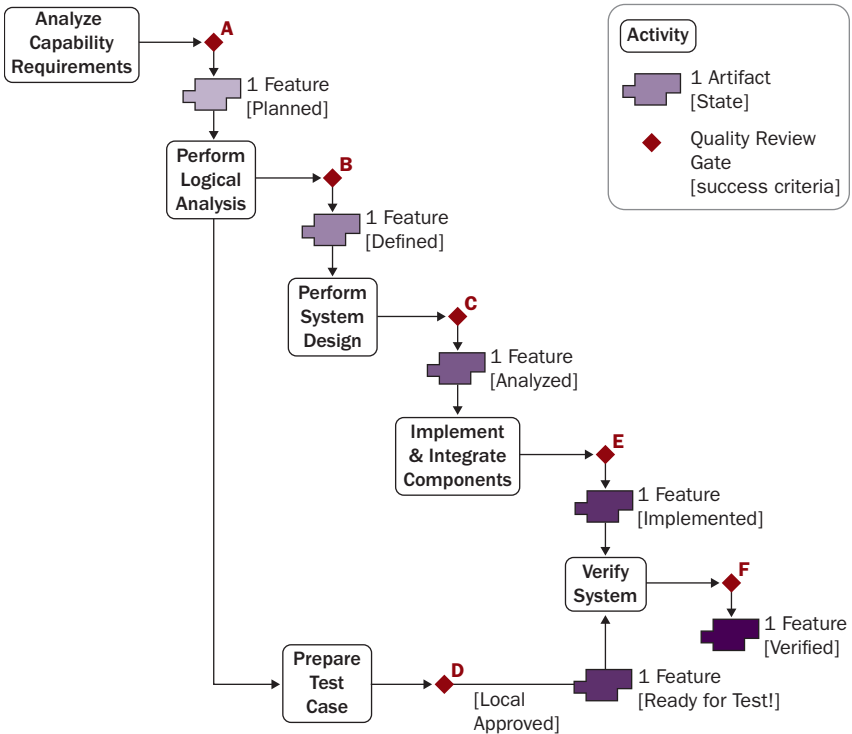 Analyze
Capability
Requirements
A
1 Feature
[Planned]
Activity
1 Artifact
[State]
Quality Review
Gate
[success criteria]
Perform
Logical
Analysis
B
1 Feature
[Defined]
Perform
System
Design
C
1 Feature
[Analyzed]
Implement
& Integrate
Components
E
1 Feature
[Implemented]
Verify
System
F
1 Feature
[Verified]
Prepare
Test
Case
D
[Local
Approved]
1 Feature
[Ready for Test!]